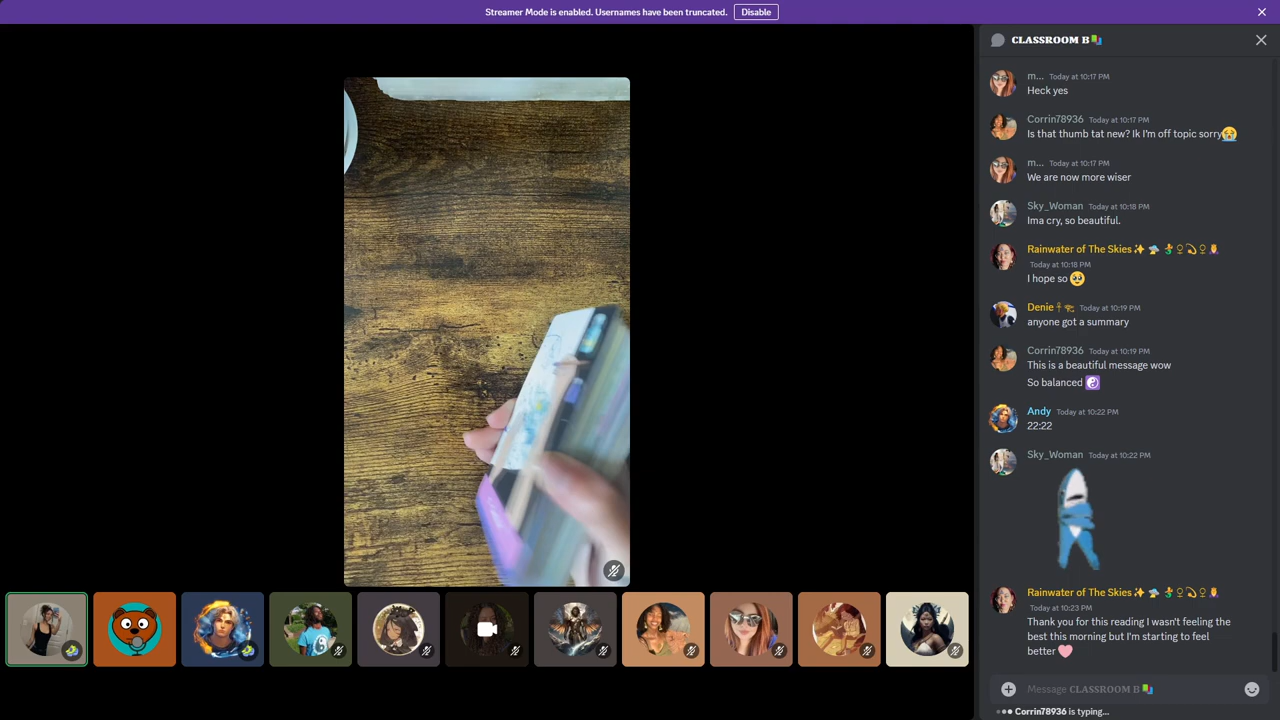 Streamer Mode is enabled. Usernames have been truncated. Disable
CLASSROOM B
m... Today at 10:17 PM
Heck yes
Corrin78936 Today at 10:17 PM
Is that thumb tat new? Ik I'm off topic sorry😭
m... Today at 10:17 PM
We are now more wiser
Sky_Woman Today at 10:18 PM
Ima cry, so beautiful.
Rainwater of The Skies✨
Today at 10:18 PM
I hope so 🥹
Denie Today at 10:19 PM
anyone got a summary
Corrin78936 Today at 10:19 PM
This is a beautiful message wow
So balanced ☯️
Andy Today at 10:22 PM
22:22
Sky_Woman Today at 10:22 PM
Rainwater of The Skies✨
Today at 10:23 PM
Thank you for this reading I wasn't feeling the
best this morning but I'm starting to feel
better 🩷
Message CLASSROOM B
Corrin78936 is typing...